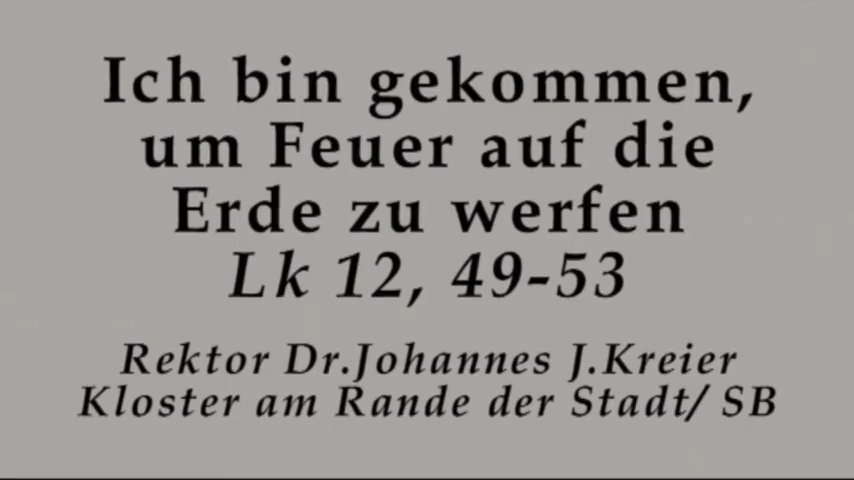 Ich bin gekommen,
um Feuer auf die
Erde zu werfen
Lk 12, 49-53
Rektor Dr.Johannes J.Kreier
Kloster am Rande der Stadt/ SB